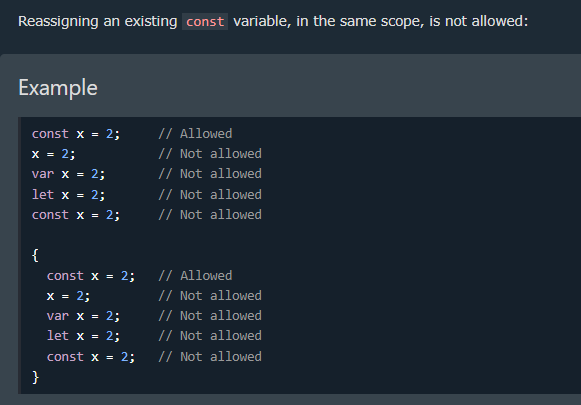 Reassigning an existing const variable, in the same scope, is not allowed:
Example
const x = 2;     // Allowed
x = 2;           // Not allowed
var x = 2;       // Not allowed
let x = 2;       // Not allowed
const x = 2;     // Not allowed

{
  const x = 2;   // Allowed
  x = 2;         // Not allowed
  var x = 2;     // Not allowed
  let x = 2;     // Not allowed
  const x = 2;   // Not allowed
}